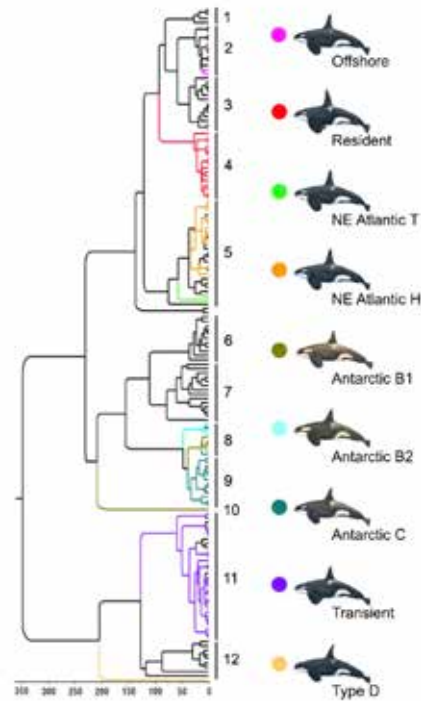 1
2
Offshore
3
Resident
4
NE Atlantic T
5
NE Atlantic H
6
Antarctic B1
7
8
Antarctic B2
9
10
Antarctic C
11
Transient
12
Type D
350 300 250 200 150 100 50 0